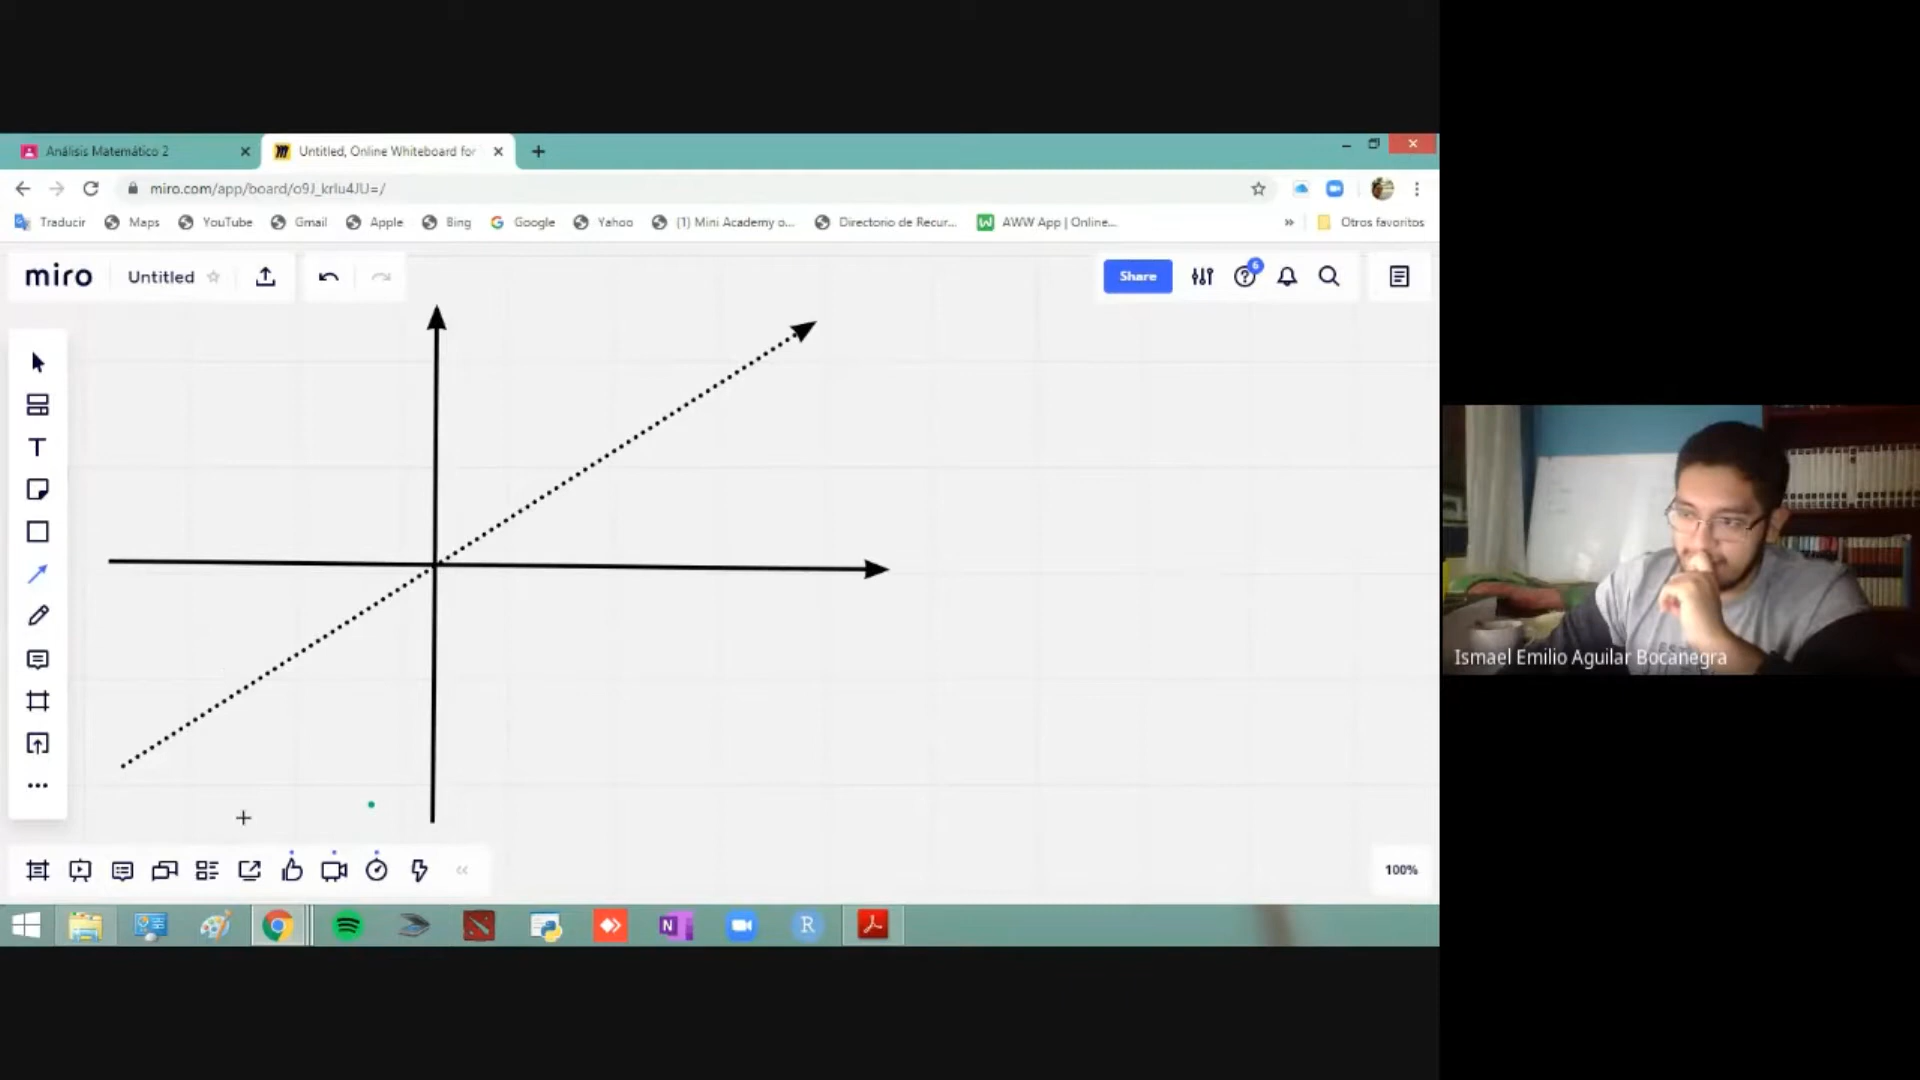 Análisis Matemático 2
Untitled, Online Whiteboard for
miro.com/app/board/o9J_krlu4JU=/
Traducir
Maps
YouTube
Gmail
Apple
Bing
Google
Yahoo
(1) Mini Academy o...
Directorio de Recur...
AWW App | Online...
»
Otros favoritos
miro
Untitled
Share
6
T
Ismael Emilio Aguilar Bocanegra
100%
N
R